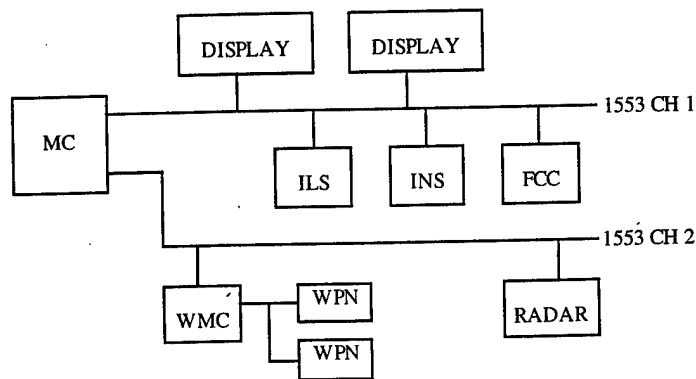 DISPLAY
DISPLAY
1553 CH 1
MC
ILS
INS
FCC
1553 CH 2
WMC
WPN
RADAR
WPN